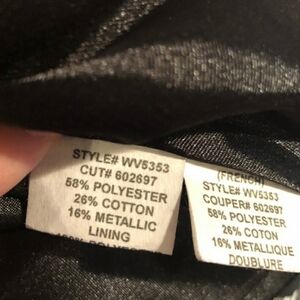 STYLE# WV5353
CUT# 602697
58% POLYESTER
26% COTTON
16% METALLIC
LINING
POLYESTER
(FRENCH)
STYLE# WV5353
COUPER# 602697
58% POLYESTER
26% COTON
16% METALLIQUE
DOUBLURE